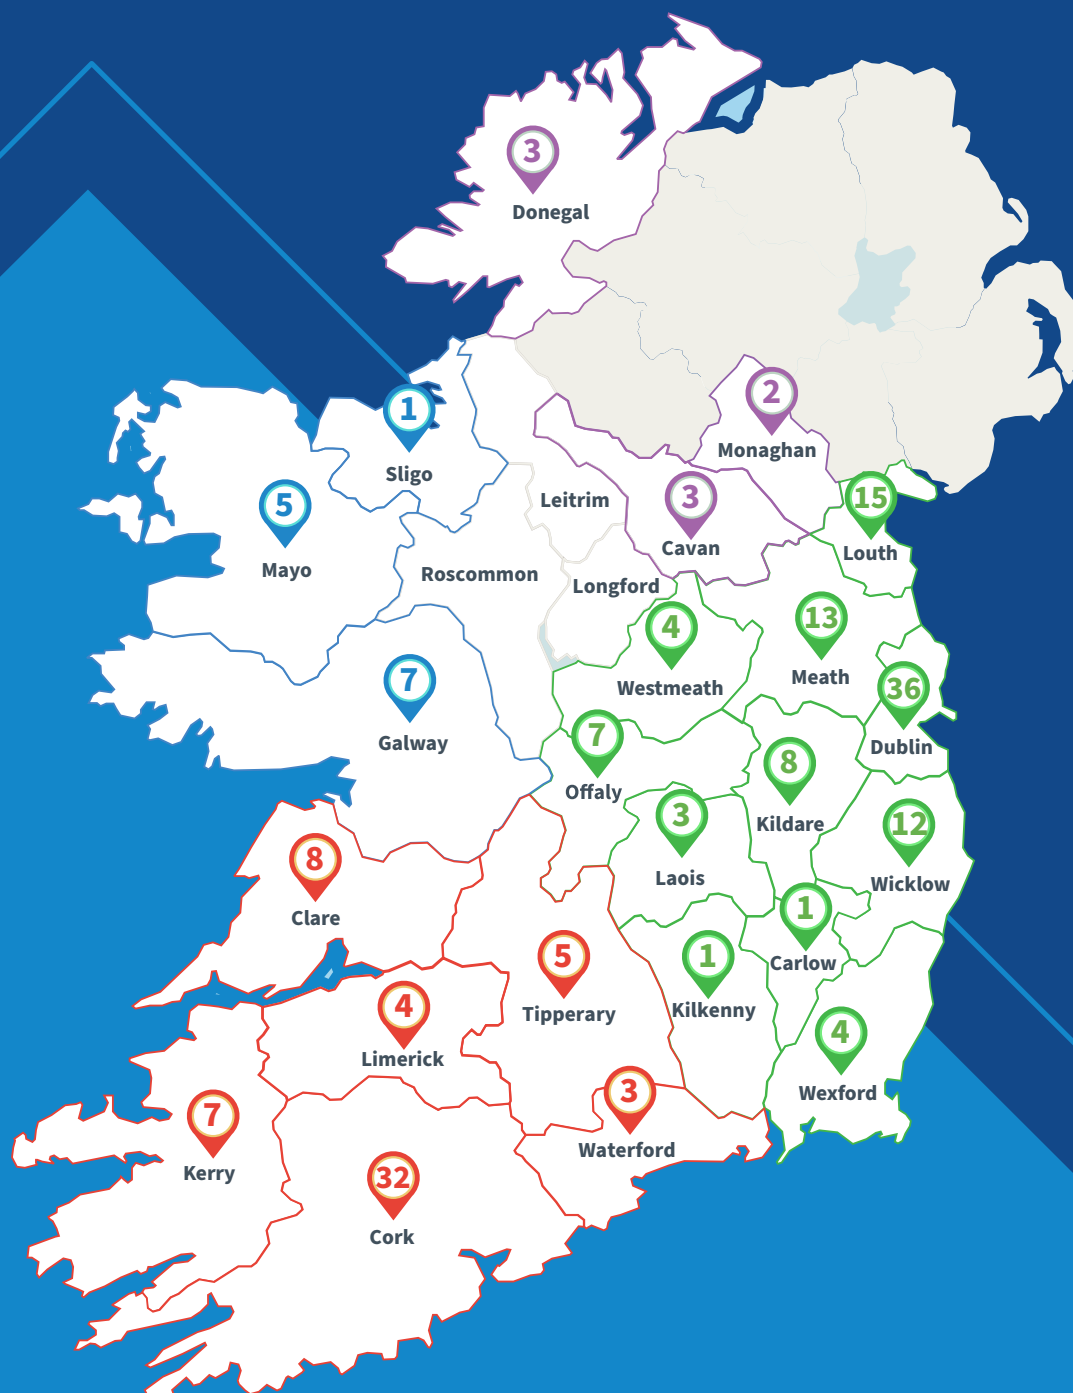 3
Donegal
2
Monaghan
1
Sligo
3
Cavan
15
Louth
Leitrim
5
Mayo
Roscommon
Longford
4
Westmeath
13
Meath
36
Dublin
7
Galway
7
Offaly
8
Kildare
3
Laois
12
Wicklow
8
Clare
1
Carlow
5
Tipperary
1
Kilkenny
4
Limerick
4
Wexford
3
Waterford
7
Kerry
32
Cork